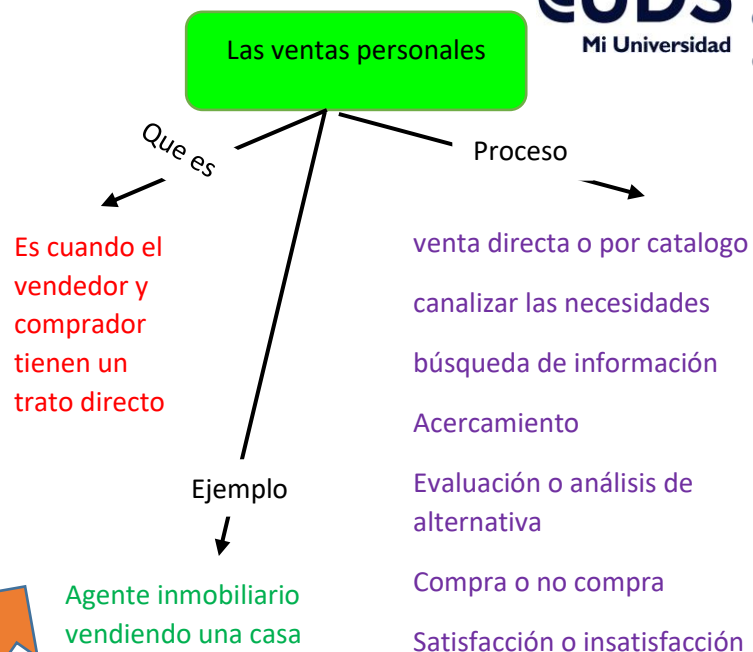 Las ventas personales
Mi Universidad
Que es
Proceso
Es cuando el
vendedor y
comprador
tienen un
trato directo
venta directa o por catalogo
canalizar las necesidades
búsqueda de información
Acercamiento
Evaluación o análisis de
alternativa
Compra o no compra
Satisfacción o insatisfacción
Ejemplo
Agente inmobiliario
vendiendo una casa